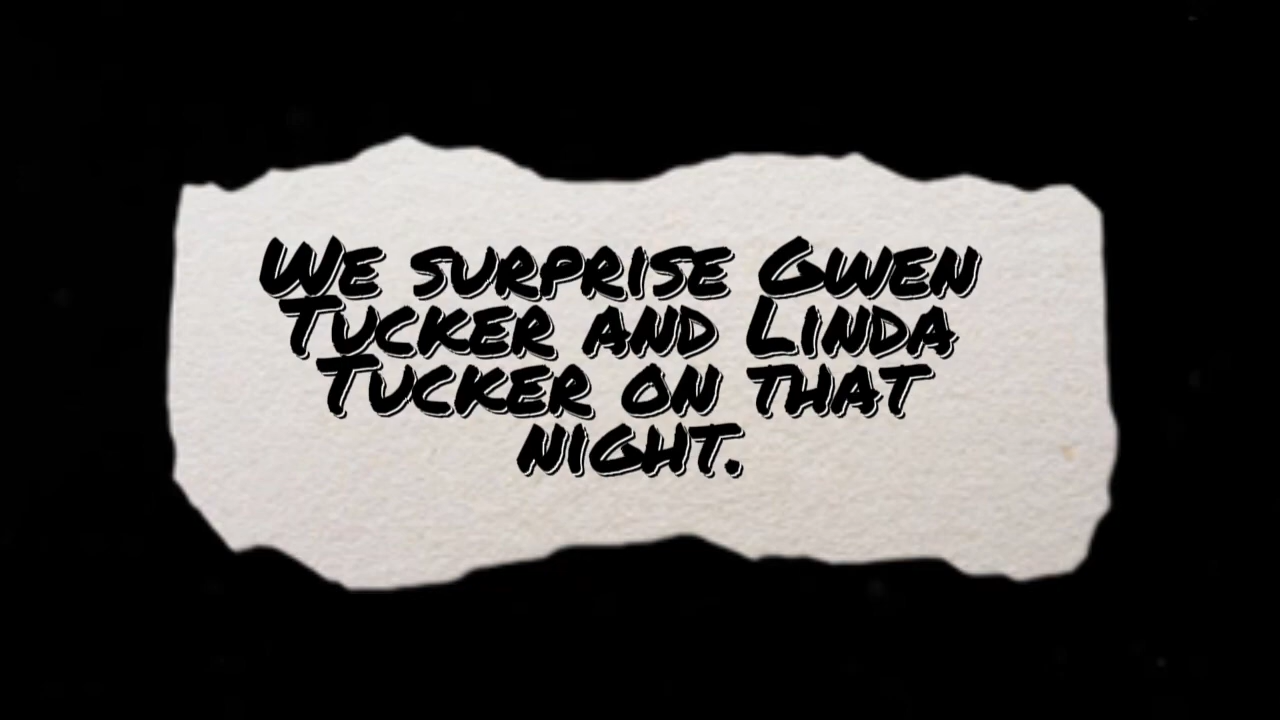 We surprise Gwen
Tucker and Linda
Tucker on that
night.